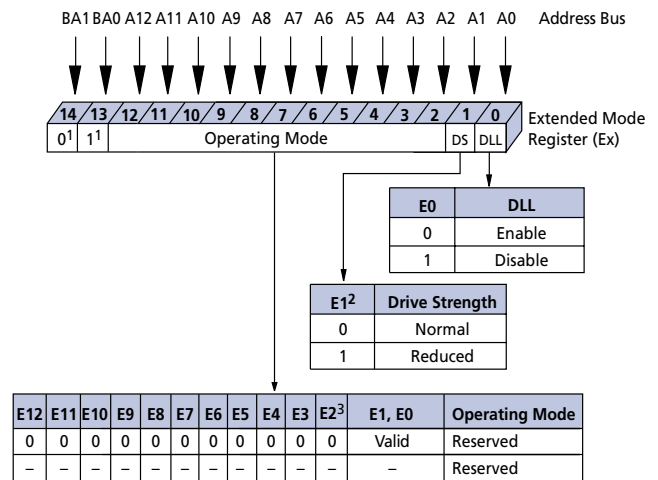 BA1 BA0 A12 A11 A10 A9 A8 A7 A6 A5 A4 A3 A2 A1 A0 Address Bus
14 13 12 11 10 9 8 7 6 5 4 3 2 1 0
Extended Mode
Register (Ex)
0¹ 1¹ Operating Mode DS DLL
E0 DLL
0 Enable
1 Disable
E1² Drive Strength
0 Normal
1 Reduced
E12 E11 E10 E9 E8 E7 E6 E5 E4 E3 E2³ E1, E0 Operating Mode
0 0 0 0 0 0 0 0 0 0 0 Valid Reserved
– – – – – – – – – – – – Reserved